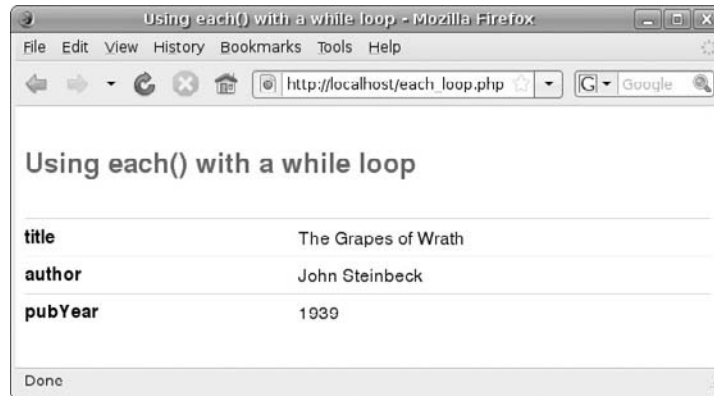 Using each() with a while loop - Mozilla Firefox
File Edit View History Bookmarks Tools Help
http://localhost/each_loop.php G Google
Using each() with a while loop
title The Grapes of Wrath
author John Steinbeck
pubYear 1939
Done